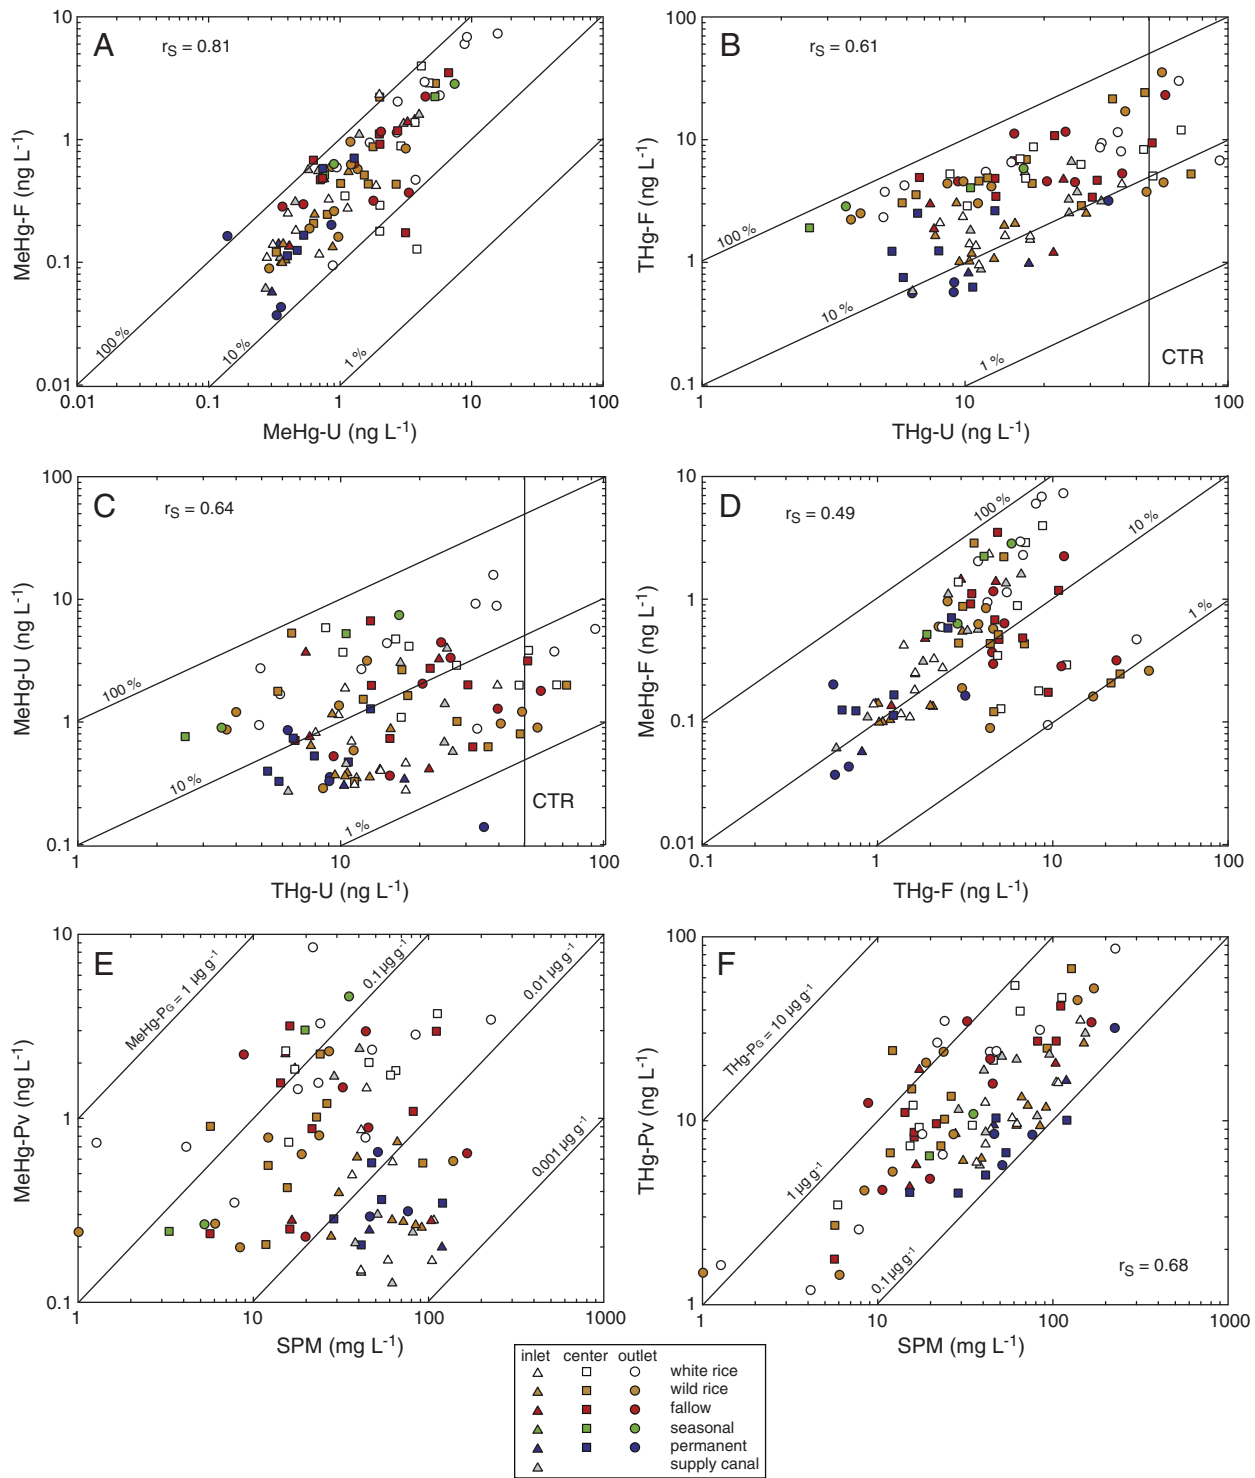 A
rS = 0.81
MeHg-F (ng L-1)
10
1
0.1
0.01
100 %
10 %
1 %
0.01 0.1 1 10 100
MeHg-U (ng L-1)
B
rS = 0.61
THg-F (ng L-1)
100
10
1
0.1
100 %
10 %
1 %
CTR
1 10 100
THg-U (ng L-1)
C
rS = 0.64
MeHg-U (ng L-1)
100
10
1
0.1
100 %
10 %
1 %
CTR
1 10 100
THg-U (ng L-1)
D
rS = 0.49
MeHg-F (ng L-1)
10
1
0.1
0.01
100 %
10 %
1 %
0.1 1 10 100
THg-F (ng L-1)
E
MeHg-Pv (ng L-1)
10
1
0.1
MeHg-PG = 1 µg g-1
0.1 µg g-1
0.01 µg g-1
0.001 µg g-1
1 10 100 1000
SPM (mg L-1)
F
THg-Pv (ng L-1)
100
10
1
THg-PG = 10 µg g-1
1 µg g-1
0.1 µg g-1
rS = 0.68
1 10 100 1000
SPM (mg L-1)
inlet center outlet
white rice
wild rice
fallow
seasonal
permanent
supply canal